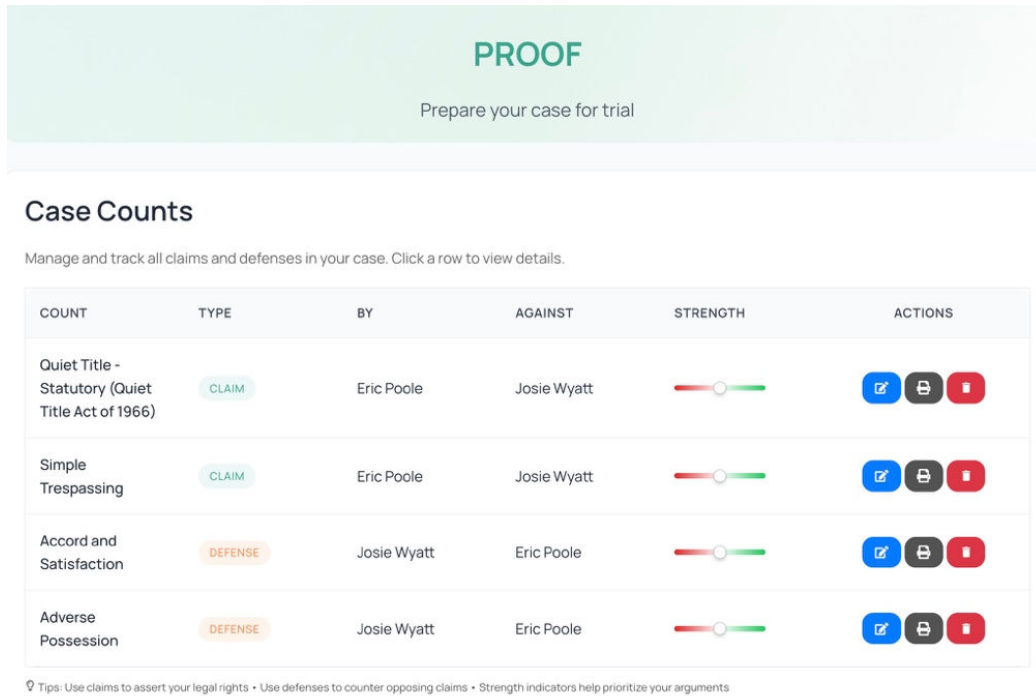 PROOF
Prepare your case for trial
Case Counts
Manage and track all claims and defenses in your case. Click a row to view details.
COUNT TYPE BY AGAINST STRENGTH ACTIONS
Quiet Title -
Statutory (Quiet
Title Act of 1966)
CLAIM Eric Poole Josie Wyatt
Simple
Trespassing
CLAIM Eric Poole Josie Wyatt
Accord and
Satisfaction
DEFENSE Josie Wyatt Eric Poole
Adverse
Possession
DEFENSE Josie Wyatt Eric Poole
Tips: Use claims to assert your legal rights • Use defenses to counter opposing claims • Strength indicators help prioritize your arguments